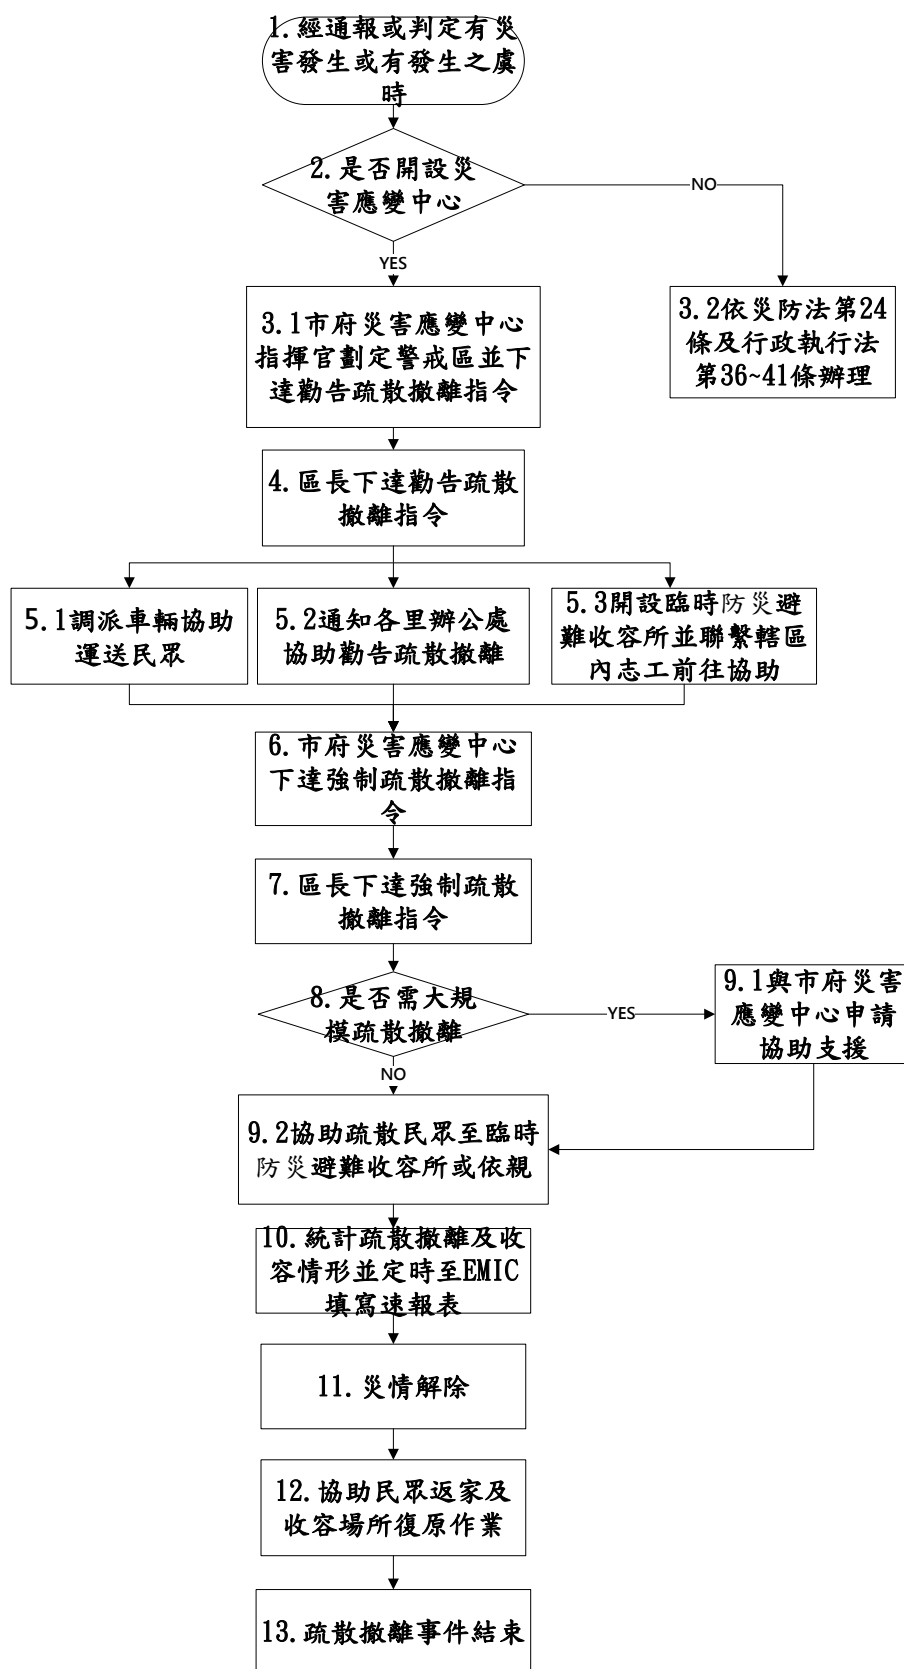 1.經通報或判定有災
害發生或有發生之虞
時
2.是否開設災
害應變中心
NO
YES
3.1市府災害應變中心
指揮官劃定警戒區並下
達勸告疏散撤離指令
3.2依災防法第24
條及行政執行法
第36~41條辦理
4.區長下達勸告疏散
撤離指令
5.1調派車輛協助
運送民眾
5.2通知各里辦公處
協助勸告疏散撤離
5.3開設臨時防災避
難收容所並聯繫轄區
內志工前往協助
6.市府災害應變中心
下達強制疏散撤離指
令
7.區長下達強制疏散
撤離指令
8.是否需大規
模疏散撤離
YES
NO
9.1與市府災害
應變中心申請
協助支援
9.2協助疏散民眾至臨時
防災避難收容所或依親
10.統計疏散撤離及收
容情形並定時至EMIC
填寫速報表
11.災情解除
12.協助民眾返家及
收容場所復原作業
13.疏散撤離事件結束